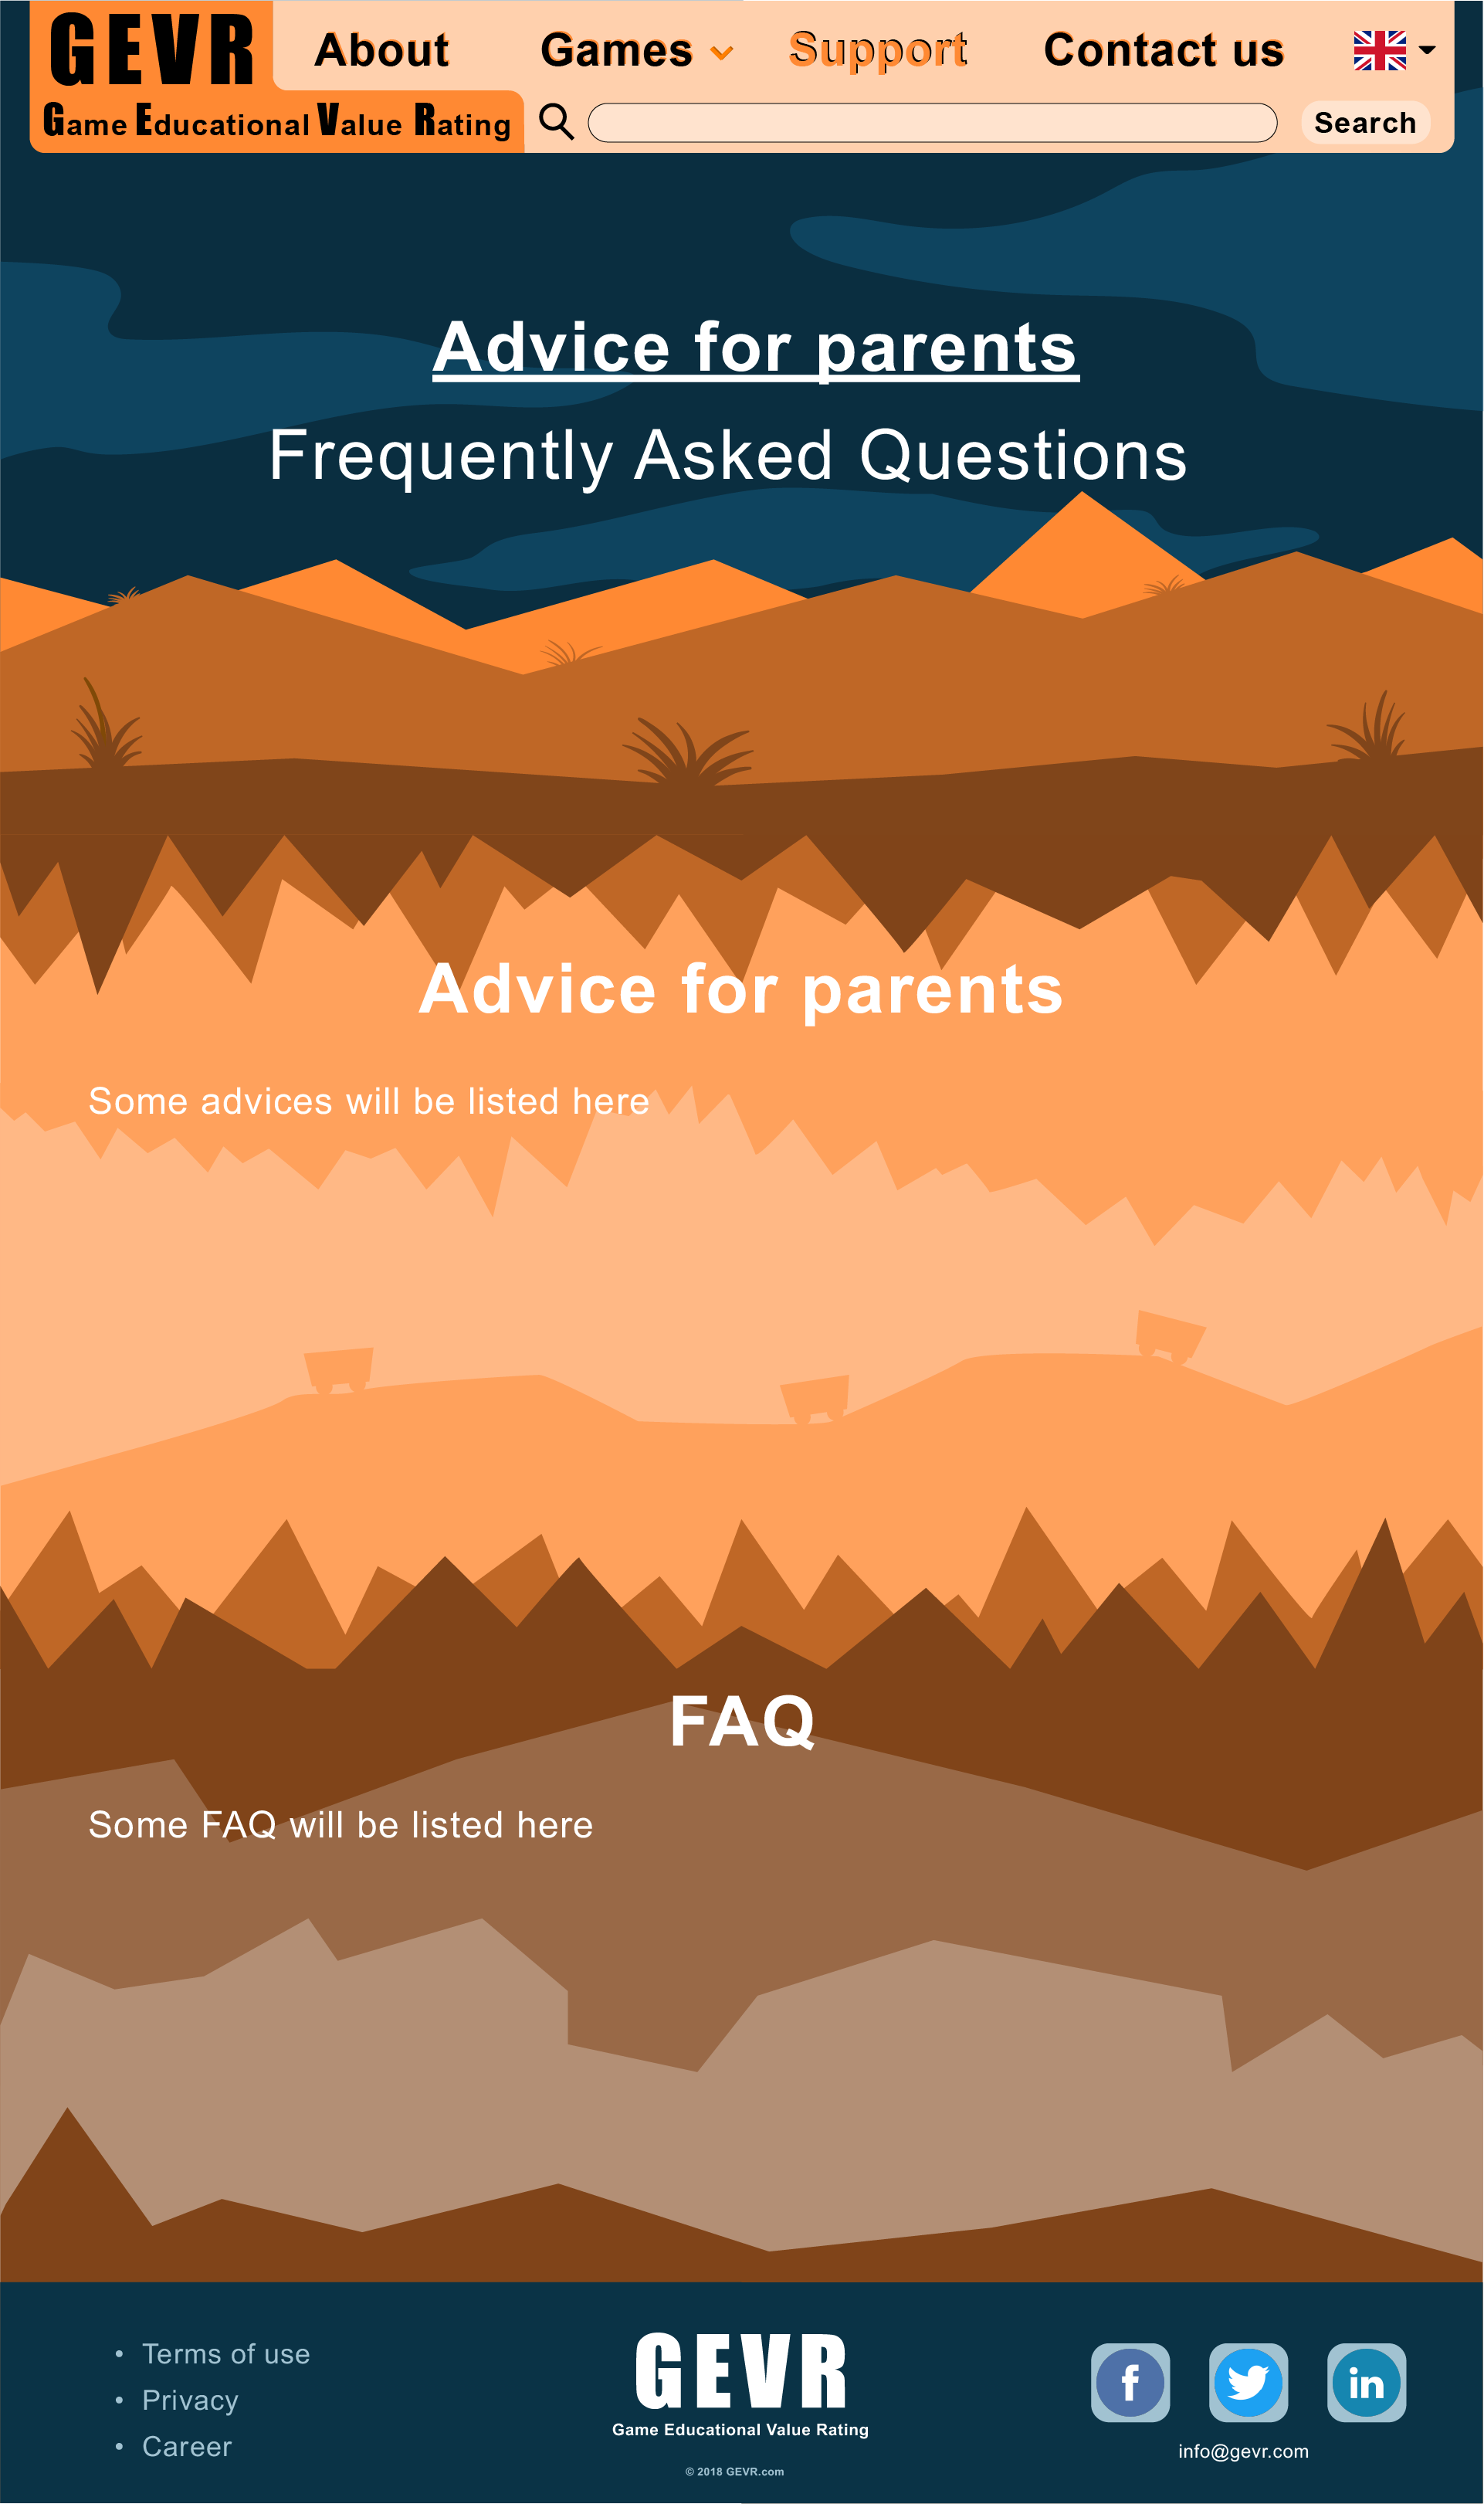 GEVR
About Games Support Contact us
Game Educational Value Rating
Search
Advice for parents
Frequently Asked Questions
Advice for parents
Some advices will be listed here
FAQ
Some FAQ will be listed here
• Terms of use
• Privacy
• Career
GEVR
Game Educational Value Rating
© 2018 GEVR.com
f in
info@gevr.com